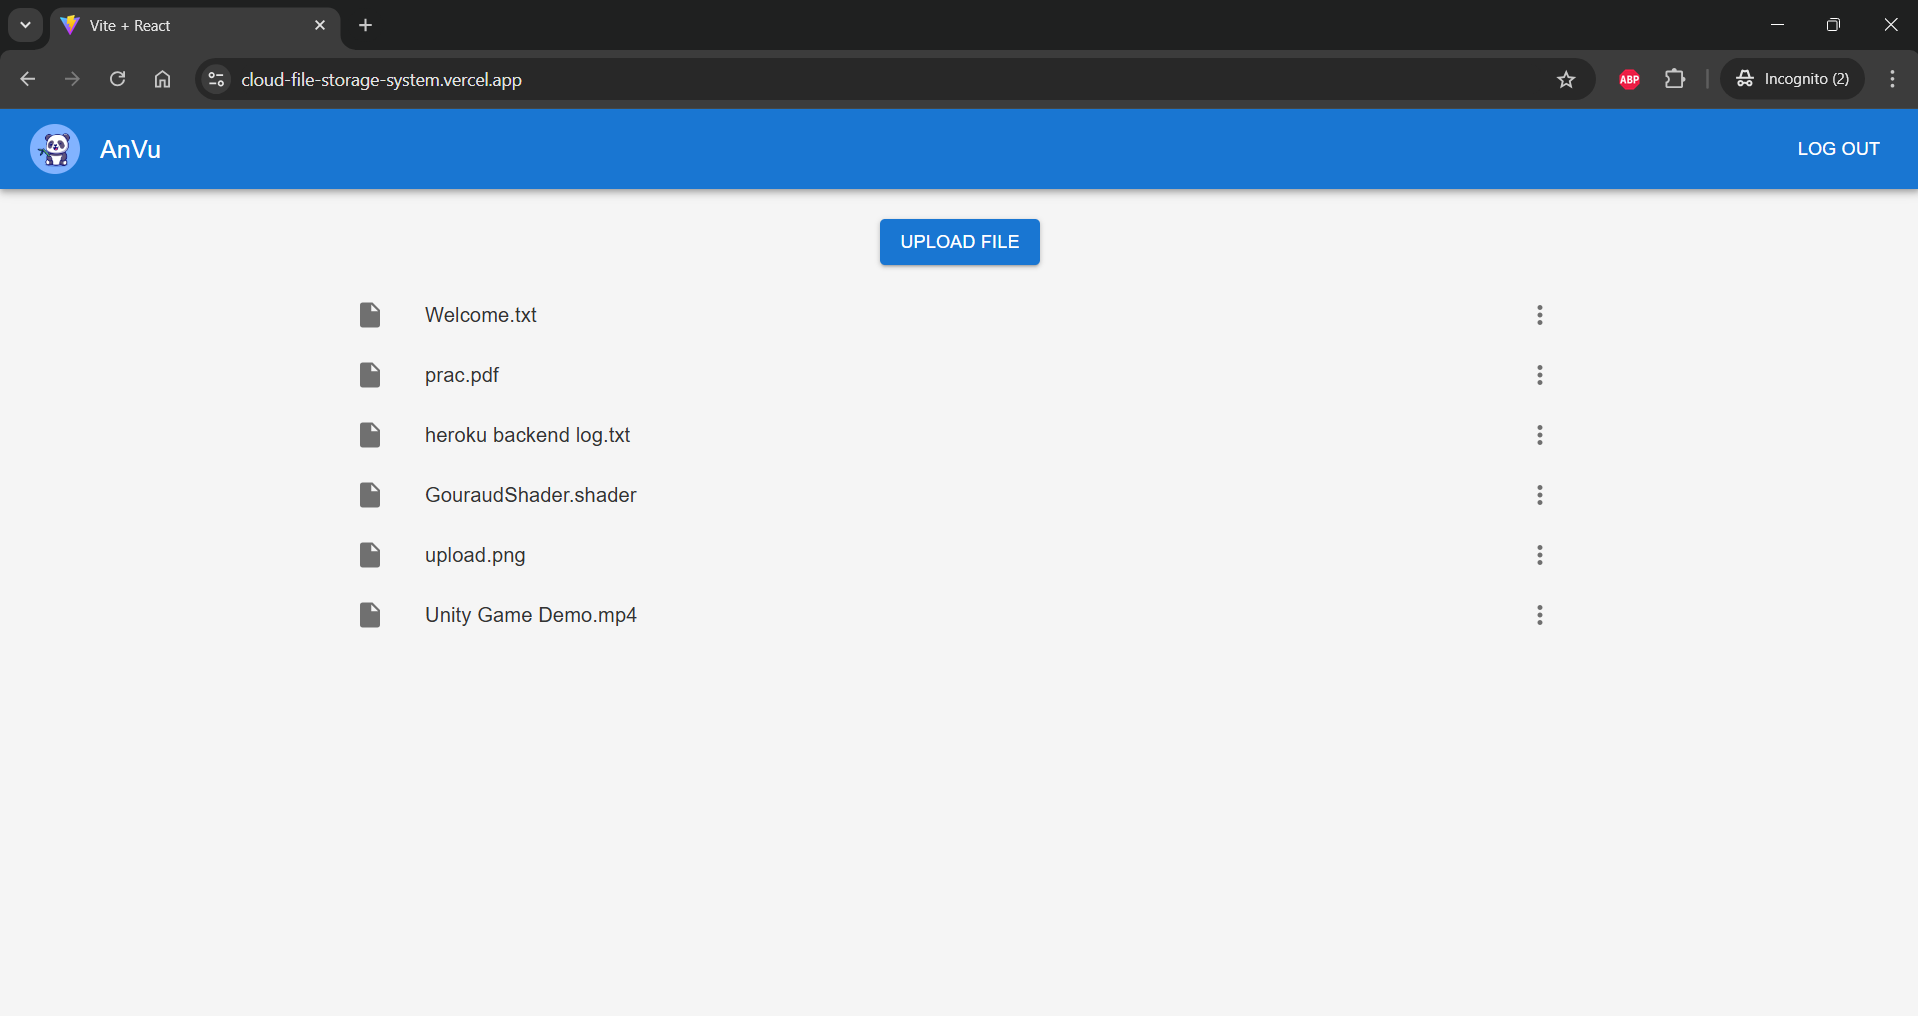 Vite + React
cloud-file-storage-system.vercel.app
ABP
Incognito (2)
AnVu
LOG OUT
UPLOAD FILE
Welcome.txt
prac.pdf
heroku backend log.txt
GouraudShader.shader
upload.png
Unity Game Demo.mp4